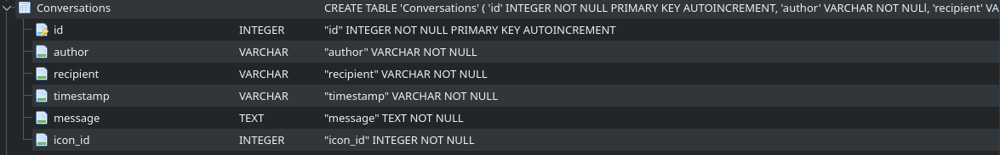 Conversations CREATE TABLE 'Conversations' ( 'id' INTEGER NOT NULL PRIMARY KEY AUTOINCREMENT, 'author' VARCHAR NOT NULl, 'recipient' VA
id INTEGER "id" INTEGER NOT NULL PRIMARY KEY AUTOINCREMENT
author VARCHAR "author" VARCHAR NOT NULL
recipient VARCHAR "recipient" VARCHAR NOT NULL
timestamp VARCHAR "timestamp" VARCHAR NOT NULL
message TEXT "message" TEXT NOT NULL
icon_id INTEGER "icon_id" INTEGER NOT NULL